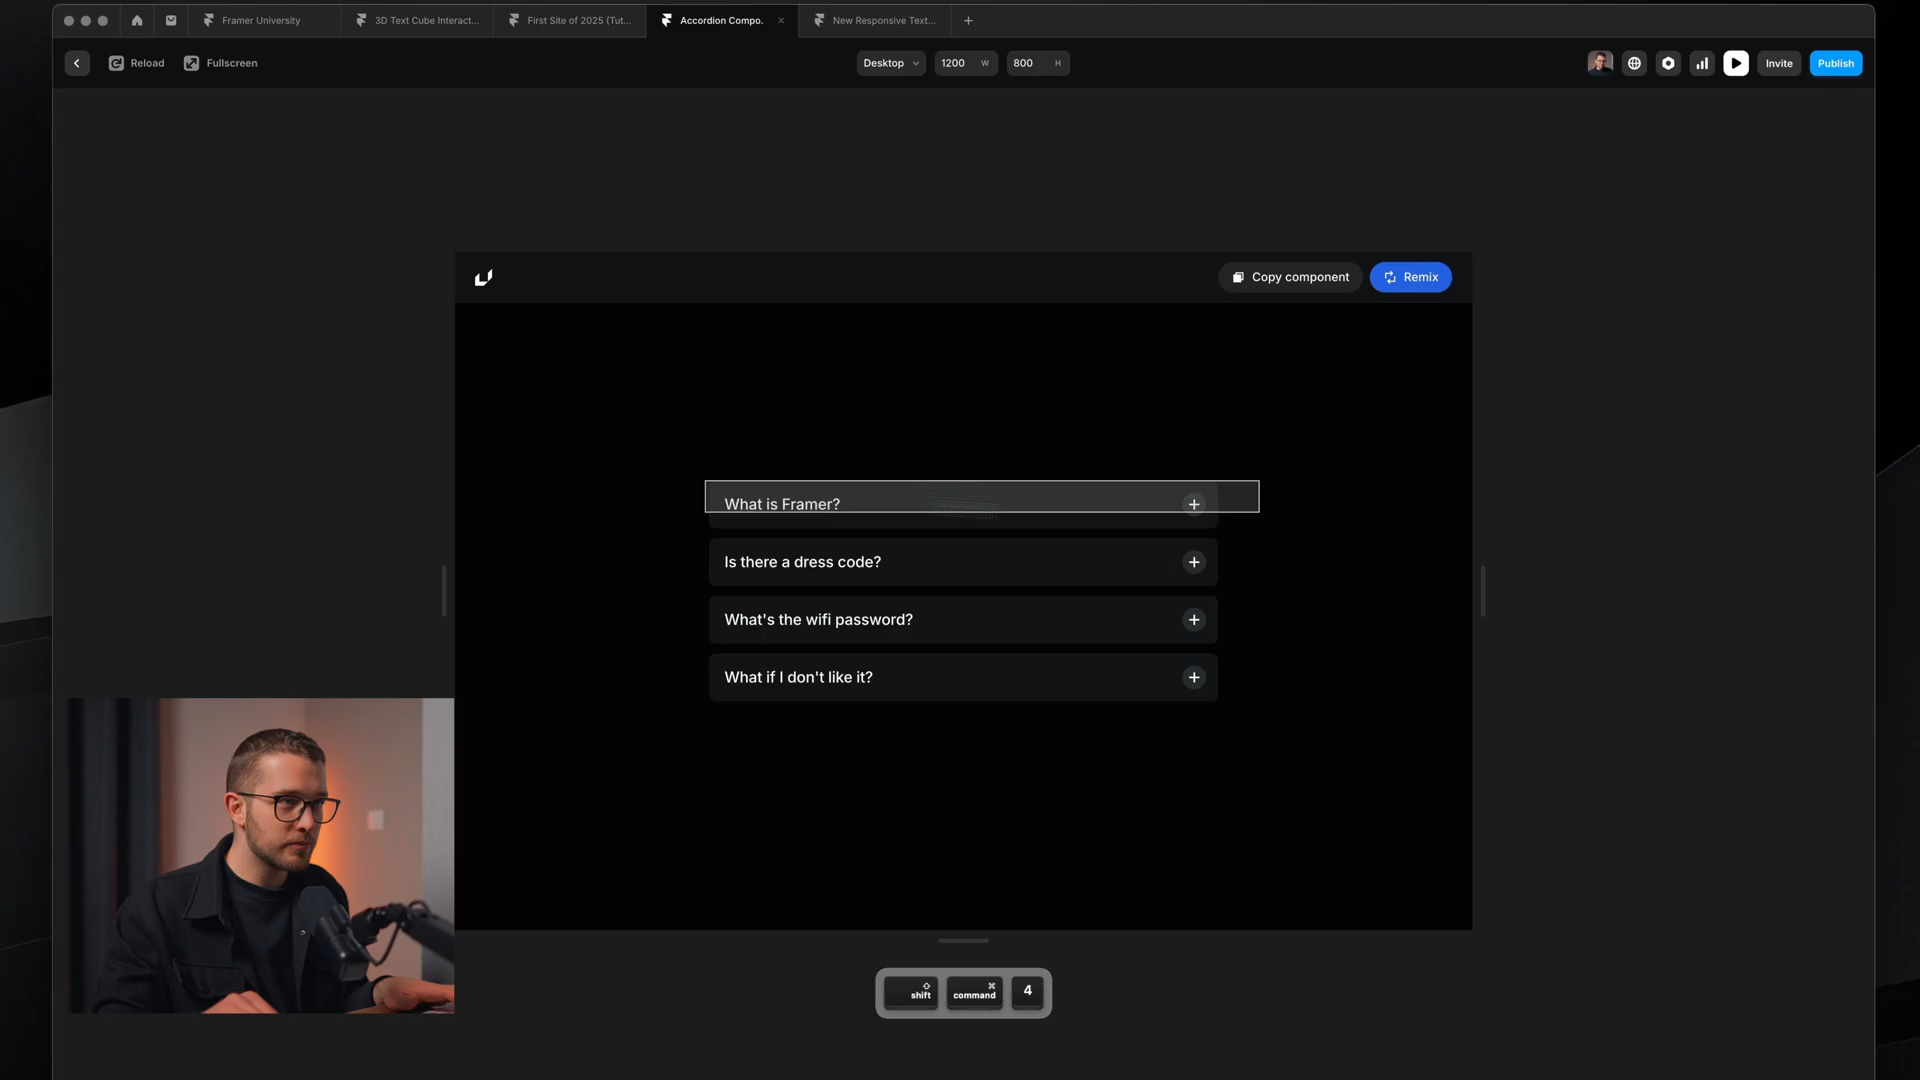 Framer University
3D Text Cube Interact...
First Site of 2025 (Tut...
Accordion Compo.
New Responsive Text...
Reload
Fullscreen
Desktop
1200 W
800 H
Invite
Publish
Copy component
Remix
What is Framer?
Is there a dress code?
What's the wifi password?
What if I don't like it?
shift
command
4